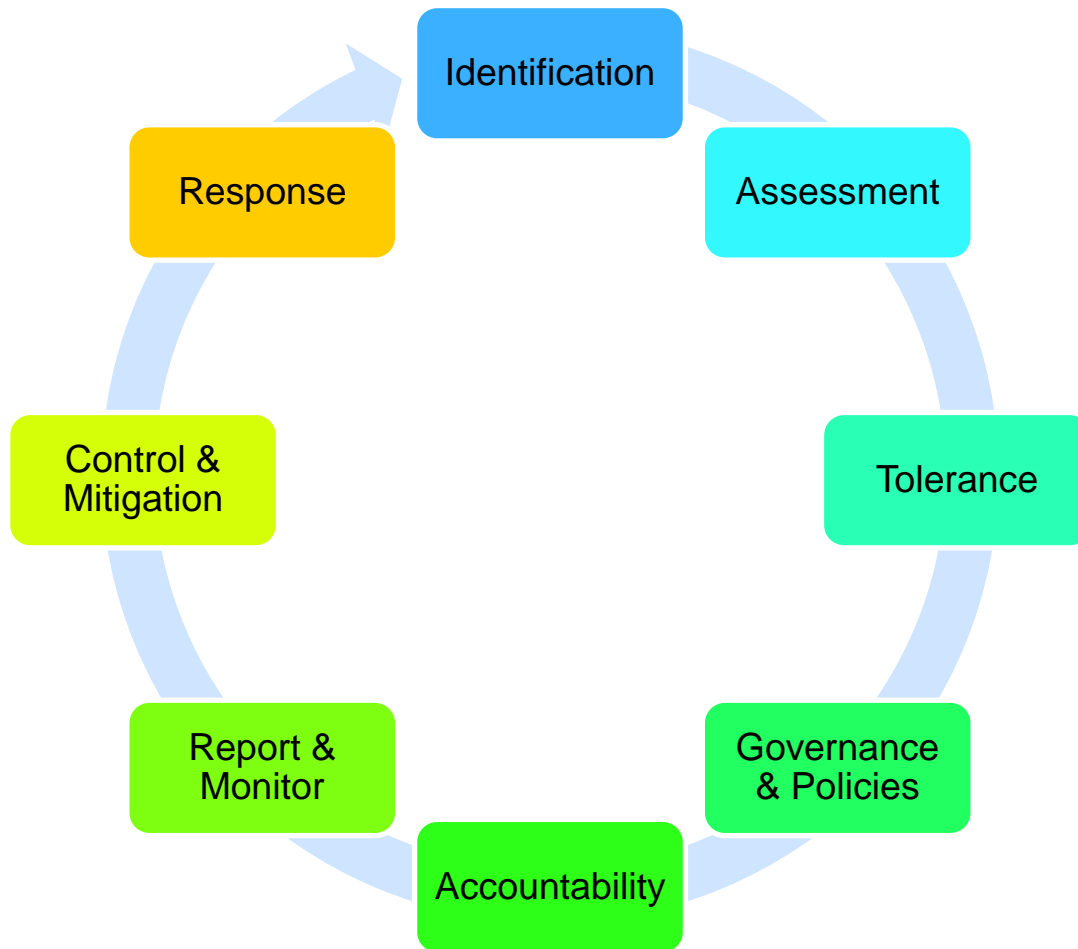 Identification
Assessment
Tolerance
Governance
& Policies
Accountability
Report &
Monitor
Control &
Mitigation
Response